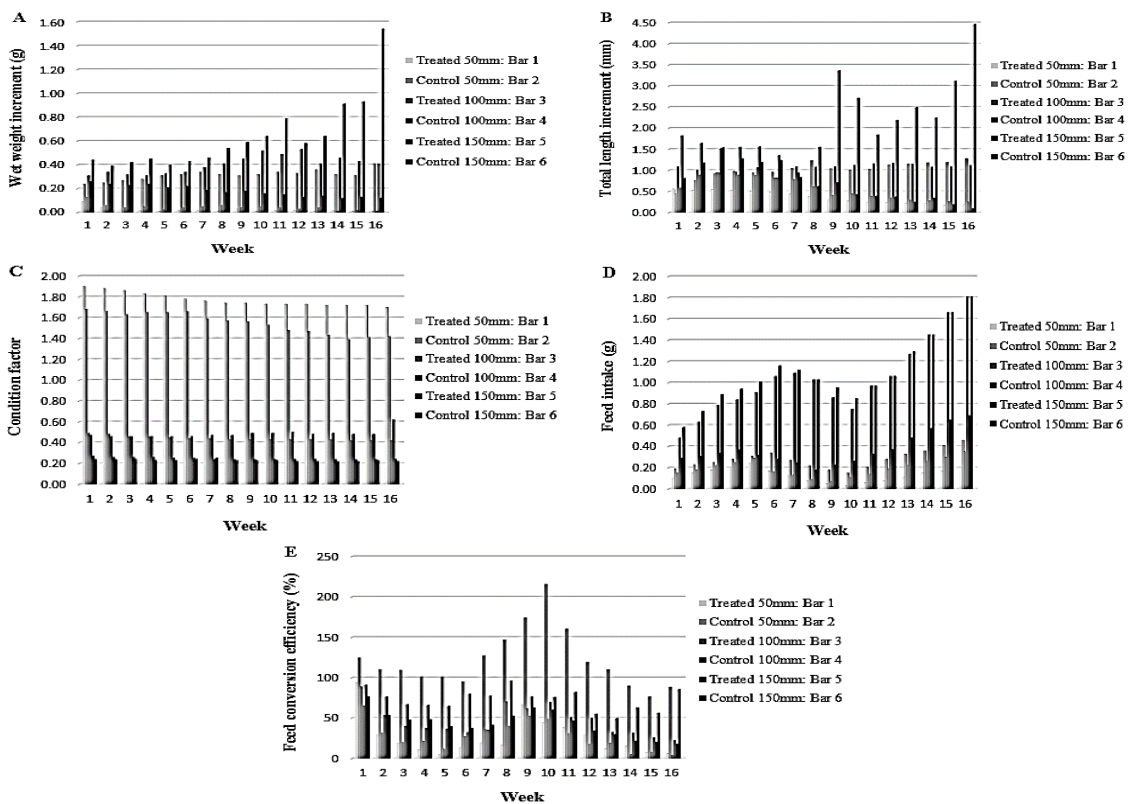 A
Wet weight increment (g)
1.60
1.40
1.20
1.00
0.80
0.60
0.40
0.20
0.00
1 2 3 4 5 6 7 8 9 10 11 12 13 14 15 16
Week
Treated 50mm: Bar 1
Control 50mm: Bar 2
Treated 100mm: Bar 3
Control 100mm: Bar 4
Treated 150mm: Bar 5
Control 150mm: Bar 6
B
Total length increment (mm)
4.50
4.00
3.50
3.00
2.50
2.00
1.50
1.00
0.50
0.00
1 2 3 4 5 6 7 8 9 10 11 12 13 14 15 16
Week
Treated 50mm: Bar 1
Control 50mm: Bar 2
Treated 100mm: Bar 3
Control 100mm: Bar 4
Treated 150mm: Bar 5
Control 150mm: Bar 6
C
Condition factor
2.00
1.80
1.60
1.40
1.20
1.00
0.80
0.60
0.40
0.20
0.00
1 2 3 4 5 6 7 8 9 10 11 12 13 14 15 16
Week
Treated 50mm: Bar 1
Control 50mm: Bar 2
Treated 100mm: Bar 3
Control 100mm: Bar 4
Treated 150mm: Bar 5
Control 150mm: Bar 6
D
Feed intake (g)
2.00
1.80
1.60
1.40
1.20
1.00
0.80
0.60
0.40
0.20
0.00
1 2 3 4 5 6 7 8 9 10 11 12 13 14 15 16
Week
Treated 50mm: Bar 1
Control 50mm: Bar 2
Treated 100mm: Bar 3
Control 100mm: Bar 4
Treated 150mm: Bar 5
Control 150mm: Bar 6
E
Feed conversion efficiency (%)
250
200
150
100
50
0
1 2 3 4 5 6 7 8 9 10 11 12 13 14 15 16
Week
Treated 50mm: Bar 1
Control 50mm: Bar 2
Treated 100mm: Bar 3
Control 100mm: Bar 4
Treated 150mm: Bar 5
Control 150mm: Bar 6